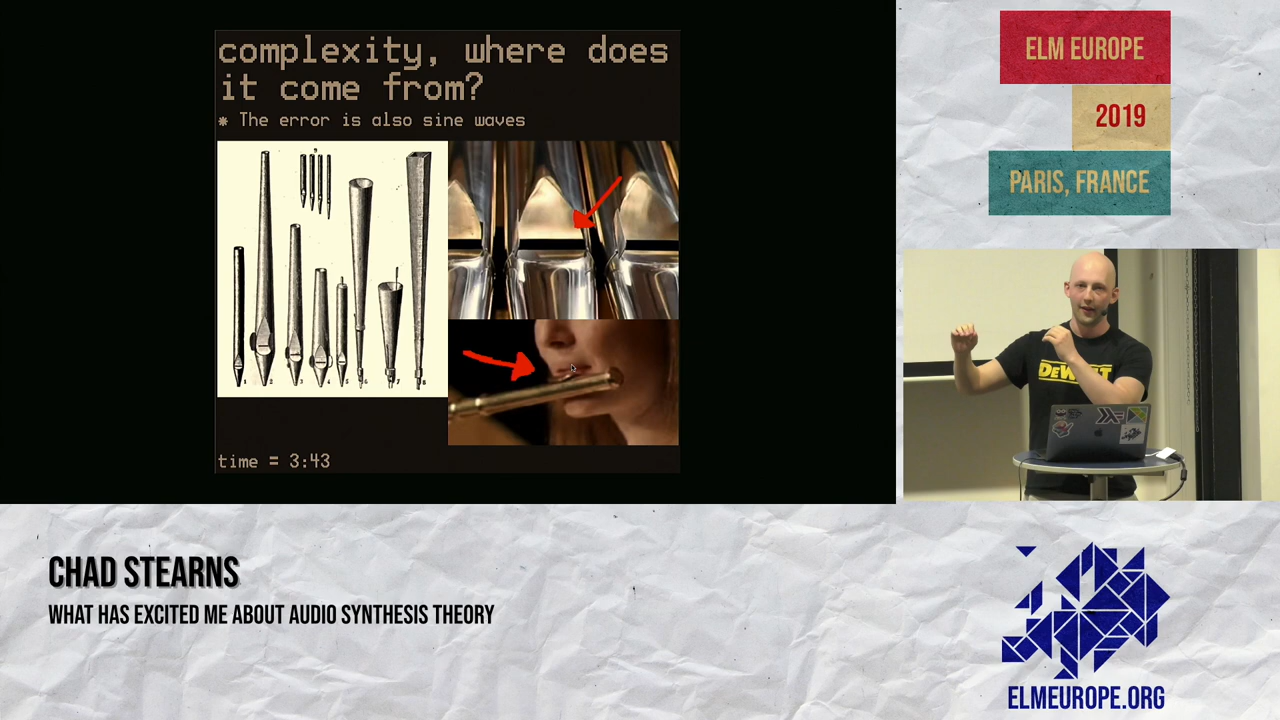 complexity, where does
it come from?
* The error is also sine waves
time = 3:43
ELM EUROPE
2019
PARIS, FRANCE
DEWALT
CHAD STEARNS
WHAT HAS EXCITED ME ABOUT AUDIO SYNTHESIS THEORY
ELMEUROPE.ORG